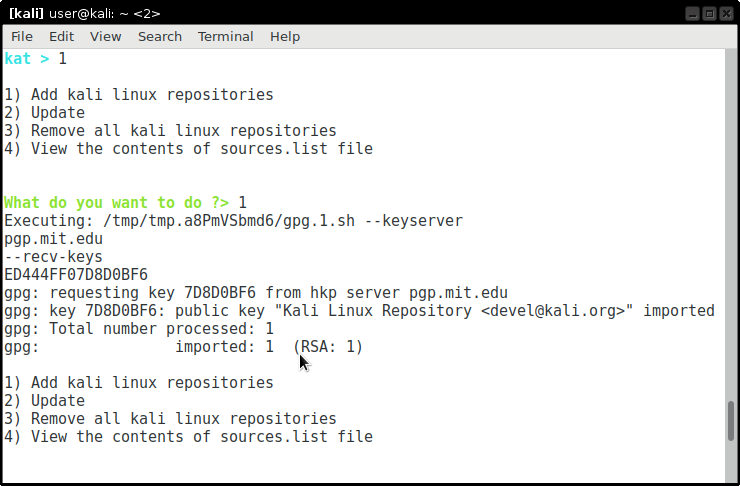 [kali] user@kali: ~ <2>
File Edit View Search Terminal Help
kat > 1
1) Add kali linux repositories
2) Update
3) Remove all kali linux repositories
4) View the contents of sources.list file
What do you want to do ?> 1
Executing: /tmp/tmp.a8PmVSbmd6/gpg.1.sh --keyserver
pgp.mit.edu
--recv-keys
ED444FF07D8D0BF6
gpg: requesting key 7D8D0BF6 from hkp server pgp.mit.edu
gpg: key 7D8D0BF6: public key "Kali Linux Repository <devel@kali.org>" imported
gpg: Total number processed: 1
gpg:               imported: 1  (RSA: 1)
1) Add kali linux repositories
2) Update
3) Remove all kali linux repositories
4) View the contents of sources.list file